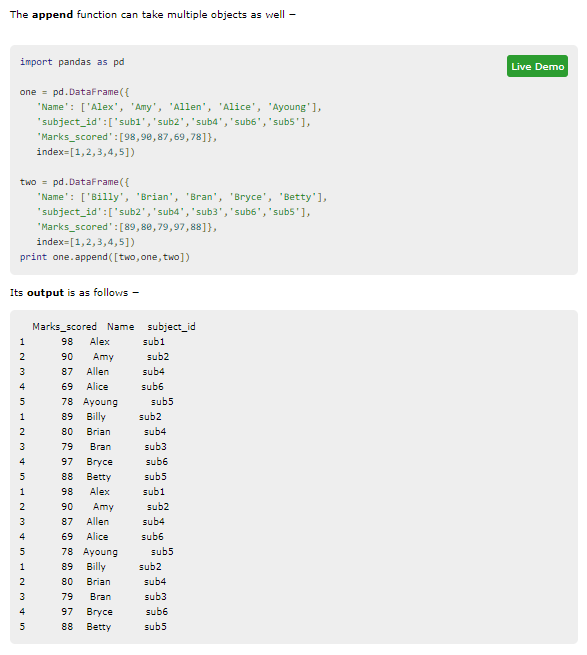 The append function can take multiple objects as well −
import pandas as pd
Live Demo
one = pd.DataFrame({
'Name': ['Alex', 'Amy', 'Allen', 'Alice', 'Ayoung'],
'subject_id':['sub1','sub2','sub4','sub6','sub5'],
'Marks_scored':[98,90,87,69,78]},
index=[1,2,3,4,5])
two = pd.DataFrame({
'Name': ['Billy', 'Brian', 'Bran', 'Bryce', 'Betty'],
'subject_id':['sub2','sub4','sub3','sub6','sub5'],
'Marks_scored':[89,80,79,97,88]},
index=[1,2,3,4,5])
print one.append([two,one,two])
Its output is as follows −
Marks_scored Name subject_id
1 98 Alex sub1
2 90 Amy sub2
3 87 Allen sub4
4 69 Alice sub6
5 78 Ayoung sub5
1 89 Billy sub2
2 80 Brian sub4
3 79 Bran sub3
4 97 Bryce sub6
5 88 Betty sub5
1 98 Alex sub1
2 90 Amy sub2
3 87 Allen sub4
4 69 Alice sub6
5 78 Ayoung sub5
1 89 Billy sub2
2 80 Brian sub4
3 79 Bran sub3
4 97 Bryce sub6
5 88 Betty sub5